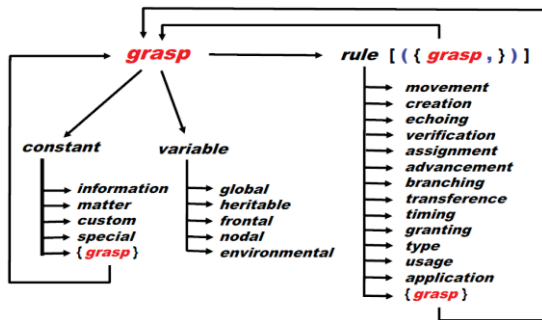 grasp
rule [ ( { grasp , } ) ]
constant
information
matter
custom
special
{ grasp }
variable
global
heritable
frontal
nodal
environmental
movement
creation
echoing
verification
assignment
advancement
branching
transference
timing
granting
type
usage
application
{ grasp }